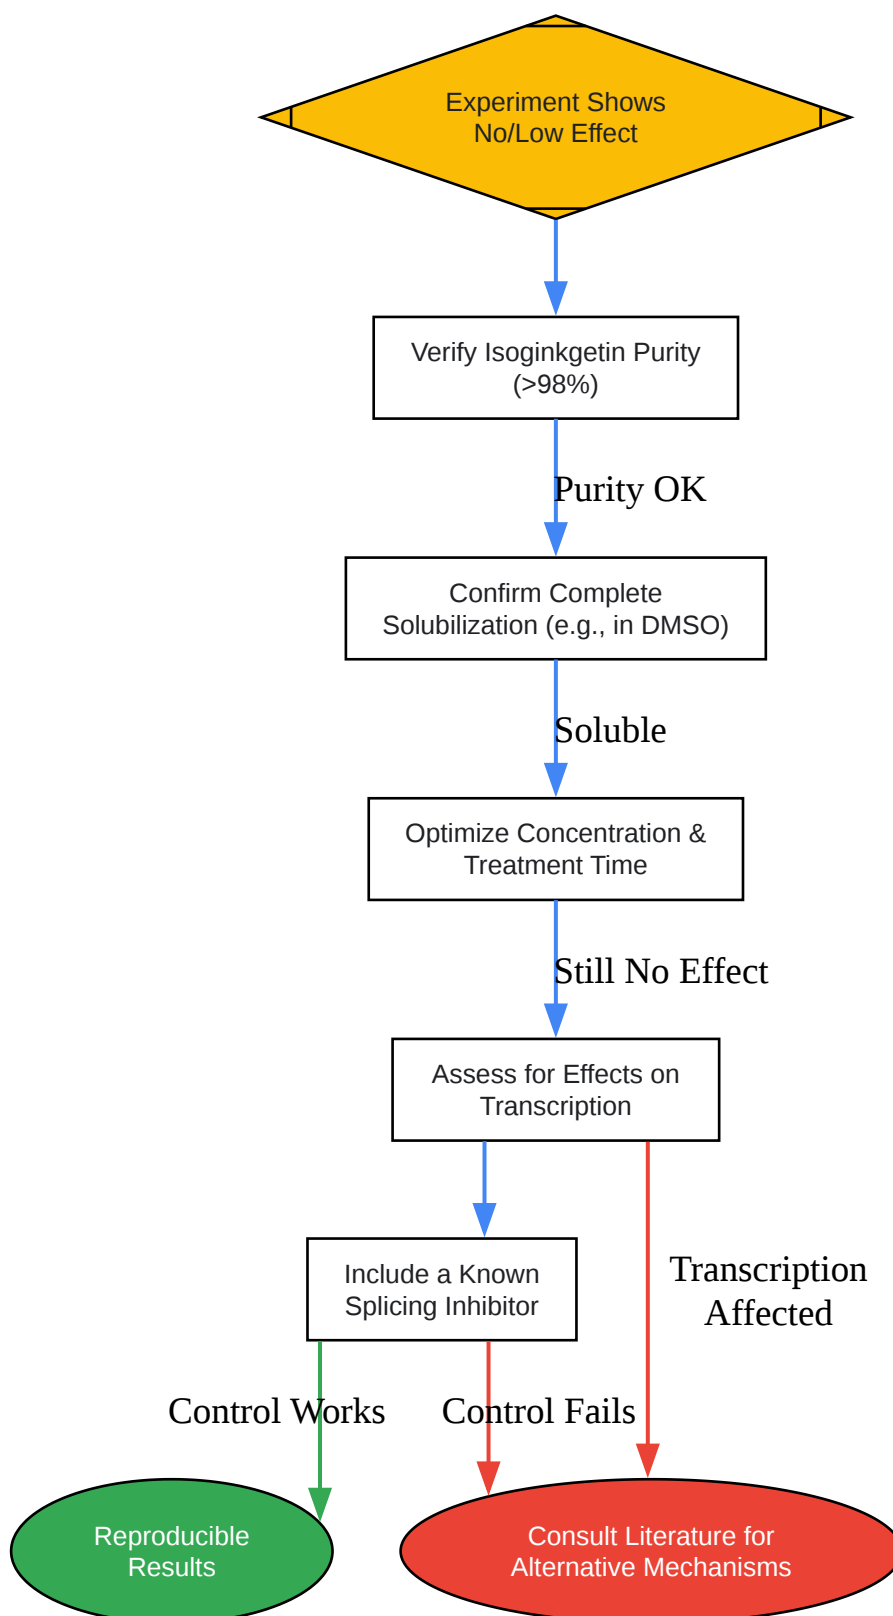 Experiment Shows
No/Low Effect
Verify Isoginkgetin Purity
(>98%)
Purity OK
Confirm Complete
Solubilization (e.g., in DMSO)
Soluble
Optimize Concentration &
Treatment Time
Still No Effect
Assess for Effects on
Transcription
Include a Known
Splicing Inhibitor
Transcription
Affected
Control Works
Control Fails
Reproducible
Results
Consult Literature for
Alternative Mechanisms